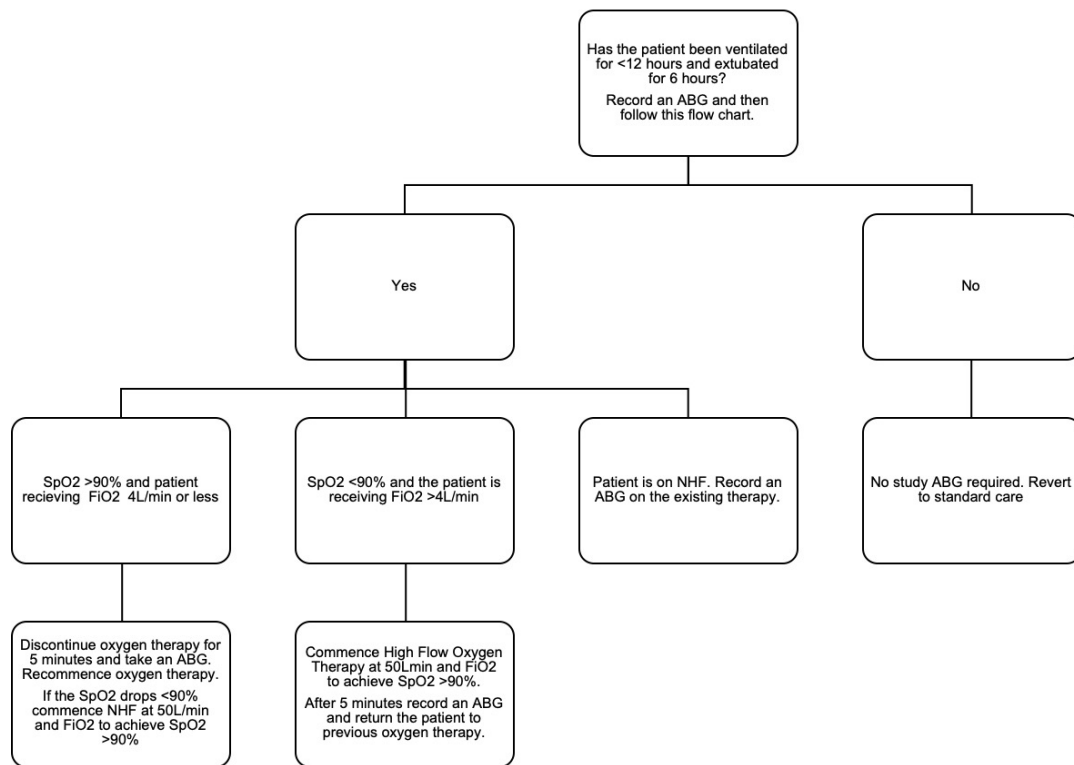 Has the patient been ventilated
for <12 hours and extubated
for 6 hours?
Record an ABG and then
follow this flow chart.
Yes
No
SpO2 >90% and patient
recieving FiO2 4L/min or less
SpO2 <90% and the patient is
receiving FiO2 >4L/min
Patient is on NHF. Record an
ABG on the existing therapy.
No study ABG required. Revert
to standard care
Discontinue oxygen therapy for
5 minutes and take an ABG.
Recommence oxygen therapy.
If the SpO2 drops <90%
commence NHF at 50L/min
and FiO2 to achieve SpO2
>90%
Commence High Flow Oxygen
Therapy at 50Lmin and FiO2
to achieve SpO2 >90%.
After 5 minutes record an ABG
and return the patient to
previous oxygen therapy.